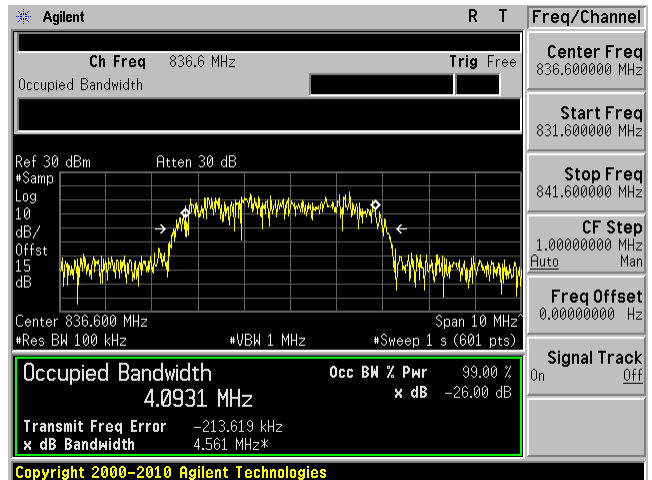 Agilent R T Freq/Channel
Ch Freq 836.6 MHz Trig Free
Occupied Bandwidth
Center Freq
836.600000 MHz
Start Freq
831.600000 MHz
Stop Freq
841.600000 MHz
CF Step
1.00000000 MHz
Auto Man
Freq Offset
0.00000000 Hz
Signal Track
On Off
Ref 30 dBm Atten 30 dB
#Samp
Log
10
dB/
Offst
15
dB
Center 836.600 MHz Span 10 MHz^
#Res BW 100 kHz #VBW 1 MHz #Sweep 1 s (601 pts)
Occupied Bandwidth Occ BW % Pwr 99.00 %
4.0931 MHz x dB -26.00 dB
Transmit Freq Error -213.619 kHz
x dB Bandwidth 4.561 MHz*
Copyright 2000-2010 Agilent Technologies